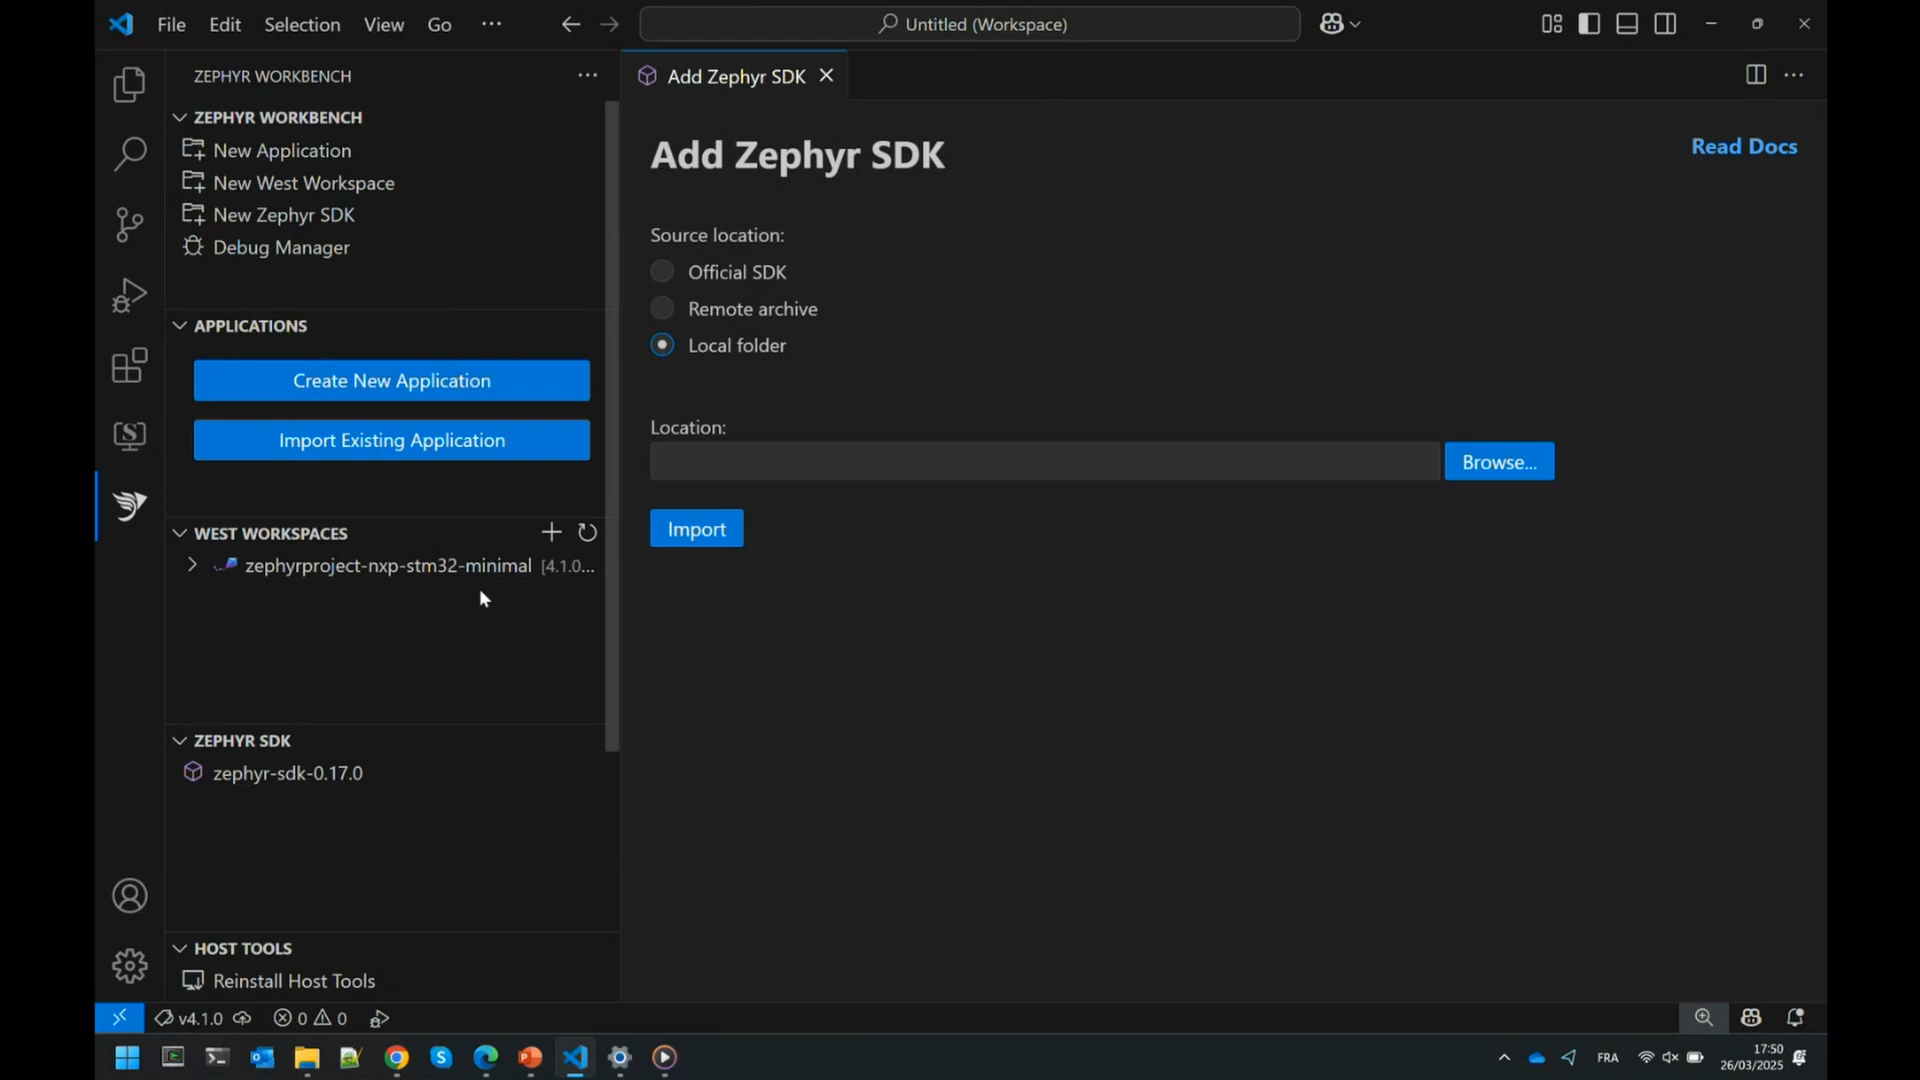 File Edit Selection View Go ··· Untitled (Workspace)
ZEPHYR WORKBENCH
ZEPHYR WORKBENCH
New Application
New West Workspace
New Zephyr SDK
Debug Manager
APPLICATIONS
Create New Application
Import Existing Application
WEST WORKSPACES
zephyrproject-nxp-stm32-minimal [4.1.0...
ZEPHYR SDK
zephyr-sdk-0.17.0
HOST TOOLS
Reinstall Host Tools
Add Zephyr SDK
Add Zephyr SDK
Read Docs
Source location:
Official SDK
Remote archive
Local folder
Location:
Browse...
Import
v4.1.0 0 0
FRA
17:50
26/03/2025